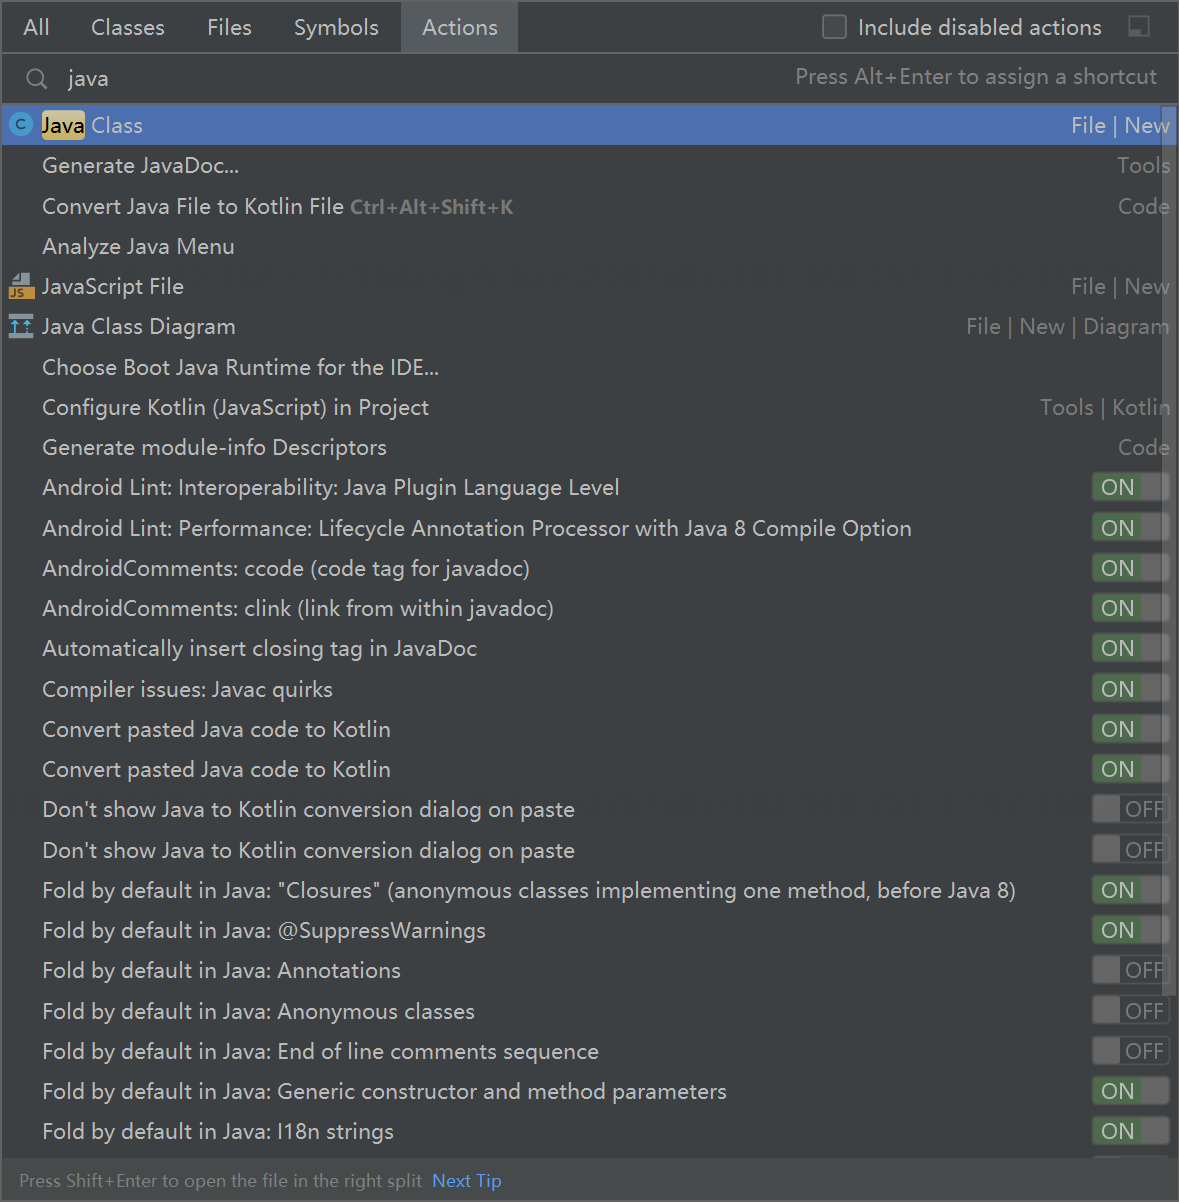 All Classes Files Symbols Actions Include disabled actions
java Press Alt+Enter to assign a shortcut
C Java Class File | New
Generate JavaDoc... Tools
Convert Java File to Kotlin File Ctrl+Alt+Shift+K Code
Analyze Java Menu
JS JavaScript File File | New
Java Class Diagram File | New | Diagram
Choose Boot Java Runtime for the IDE...
Configure Kotlin (JavaScript) in Project Tools | Kotlin
Generate module-info Descriptors Code
Android Lint: Interoperability: Java Plugin Language Level ON
Android Lint: Performance: Lifecycle Annotation Processor with Java 8 Compile Option ON
AndroidComments: ccode (code tag for javadoc) ON
AndroidComments: clink (link from within javadoc) ON
Automatically insert closing tag in JavaDoc ON
Compiler issues: Javac quirks ON
Convert pasted Java code to Kotlin ON
Convert pasted Java code to Kotlin ON
Don't show Java to Kotlin conversion dialog on paste OFF
Don't show Java to Kotlin conversion dialog on paste OFF
Fold by default in Java: "Closures" (anonymous classes implementing one method, before Java 8) ON
Fold by default in Java: @SuppressWarnings ON
Fold by default in Java: Annotations OFF
Fold by default in Java: Anonymous classes OFF
Fold by default in Java: End of line comments sequence OFF
Fold by default in Java: Generic constructor and method parameters ON
Fold by default in Java: I18n strings ON
Press Shift+Enter to open the file in the right split Next Tip